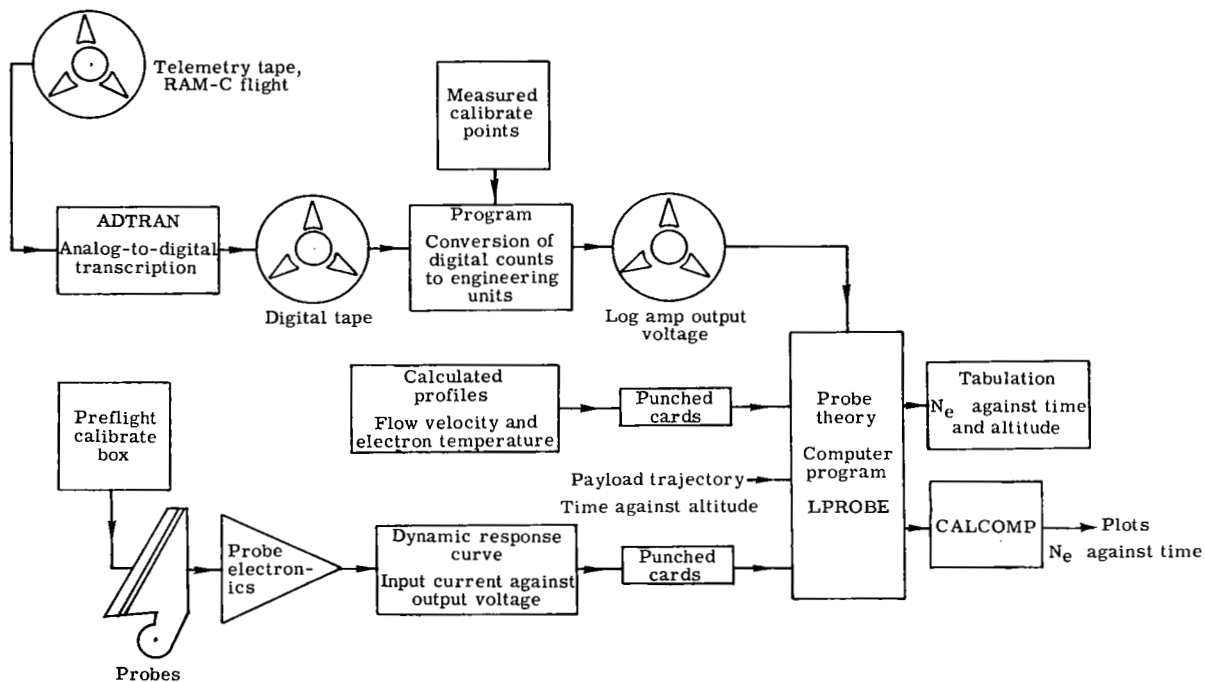 Telemetry tape,
RAM-C flight
Measured
calibrate
points
ADTRAN
Analog-to-digital
transcription
Digital tape
Program
Conversion of
digital counts
to engineering
units
Log amp output
voltage
Calculated
profiles
Flow velocity and
electron temperature
Punched
cards
Probe
theory
Computer
program
LPROBE
Tabulation
Ne against time
and altitude
Preflight
calibrate
box
Payload trajectory
Time against altitude
CALCOMP
Plots
Ne against time
Probe
electron-
ics
Dynamic response
curve
Input current against
output voltage
Punched
cards
Probes